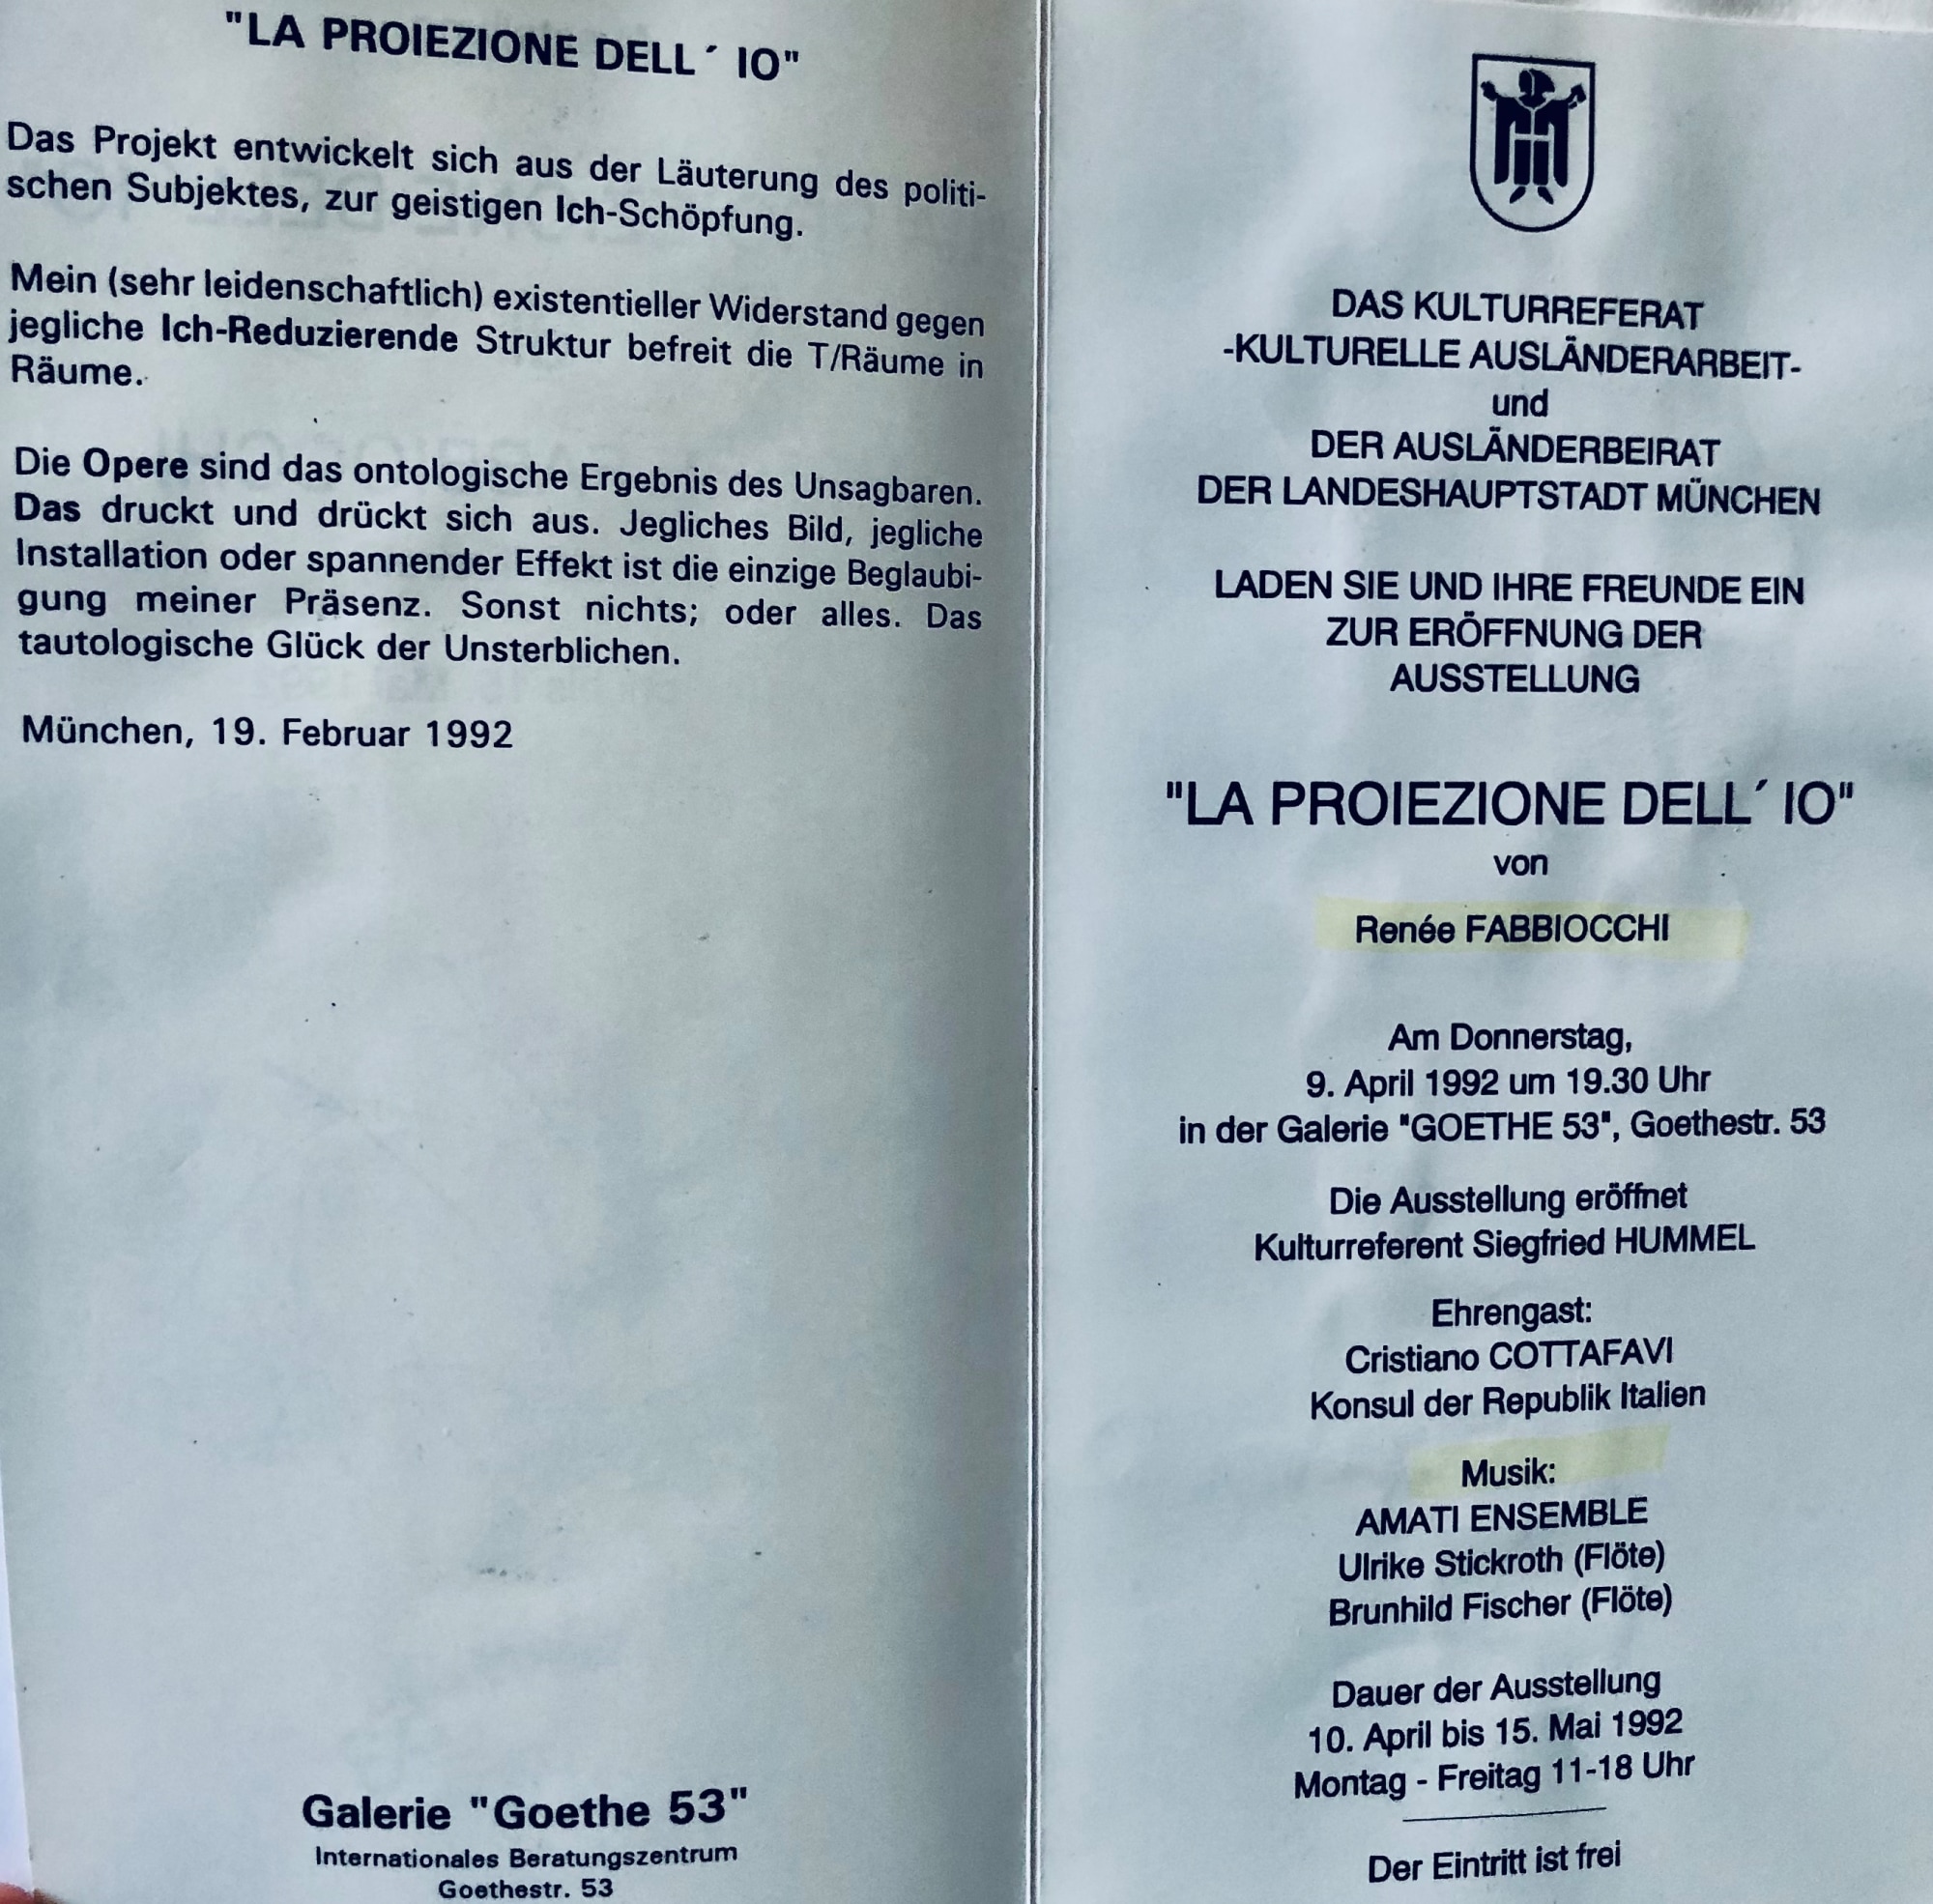 "LA PROIEZIONE DELL´ IO"
Das Projekt entwickelt sich aus der Läuterung des politi-
schen Subjektes, zur geistigen Ich-Schöpfung.
Mein (sehr leidenschaftlich) existentieller Widerstand gegen
jegliche Ich-Reduzierende Struktur befreit die T/Räume in
Räume.
Die Opere sind das ontologische Ergebnis des Unsagbaren.
Das druckt und drückt sich aus. Jegliches Bild, jegliche
Installation oder spannender Effekt ist die einzige Beglaubi-
gung meiner Präsenz. Sonst nichts; oder alles. Das
tautologische Glück der Unsterblichen.
München, 19. Februar 1992
Galerie "Goethe 53"
Internationales Beratungszentrum
Goethestr. 53
DAS KULTURREFERAT
-KULTURELLE AUSLÄNDERARBEIT-
und
DER AUSLÄNDERBEIRAT
DER LANDESHAUPTSTADT MÜNCHEN
LADEN SIE UND IHRE FREUNDE EIN
ZUR ERÖFFNUNG DER
AUSSTELLUNG
"LA PROIEZIONE DELL´ IO"
von
Renée FABBIOCCHI
Am Donnerstag,
9. April 1992 um 19.30 Uhr
in der Galerie "GOETHE 53", Goethestr. 53
Die Ausstellung eröffnet
Kulturreferent Siegfried HUMMEL
Ehrengast:
Cristiano COTTAFAVI
Konsul der Republik Italien
Musik:
AMATI ENSEMBLE
Ulrike Stickroth (Flöte)
Brunhild Fischer (Flöte)
Dauer der Ausstellung
10. April bis 15. Mai 1992
Montag - Freitag 11-18 Uhr
Der Eintritt ist frei